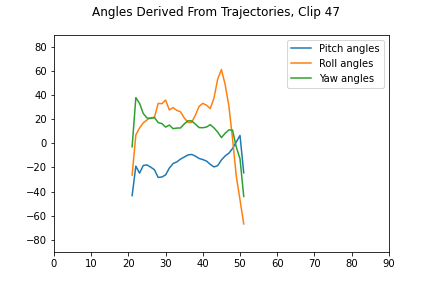 Angles Derived From Trajectories, Clip 47
Pitch angles
Roll angles
Yaw angles
80
60
40
20
0
−20
−40
−60
−80
0 10 20 30 40 50 60 70 80 90